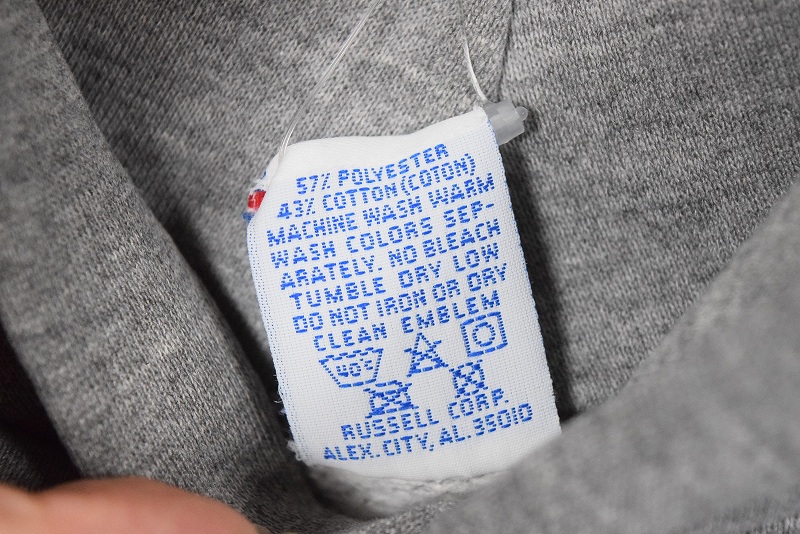 57% POLYESTER
43% COTTON (COTON)
MACHINE WASH WARM
WASH COLORS SEP-
ARATELY. NO BLEACH
TUMBLE DRY LOW
DO NOT IRON OR DRY
CLEAN EMBLEM
40°
RUSSELL CORP.
ALEX. CITY, AL. 35010